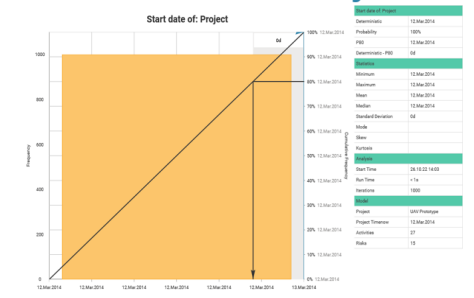 Start date of: Project
0d
1000
800
600
400
200
0
Frequency
100% 12.Mar.2014
90% 12.Mar.2014
80% 12.Mar.2014
70% 12.Mar.2014
60% 12.Mar.2014
50% 12.Mar.2014
40% 12.Mar.2014
30% 12.Mar.2014
20% 12.Mar.2014
10% 12.Mar.2014
0% 12.Mar.2014
Cumulative Frequency
12.Mar.2014 12.Mar.2014 12.Mar.2014 12.Mar.2014 12.Mar.2014 12.Mar.2014 13.Mar.2014
Start date of: Project
Deterministic 12.Mar.2014
Probability 100%
P80 12.Mar.2014
Deterministic - P80 0d
Statistics
Minimum 12.Mar.2014
Maximum 12.Mar.2014
Mean 12.Mar.2014
Median 12.Mar.2014
Standard Deviation 0d
Mode
Skew
Kurtosis
Analysis
Start Time 26.10.22 14:02
Run Time < 1s
Iterations 1000
Model
Project UAV Prototype
Project Timenow 12.Mar.2014
Activities 27
Risks 15